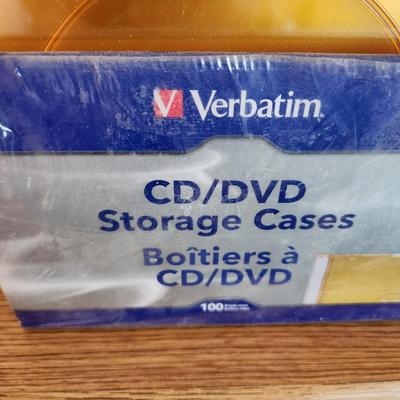 Verbatim
CD/DVD
Storage Cases
Boîtiers à
CD/DVD
100